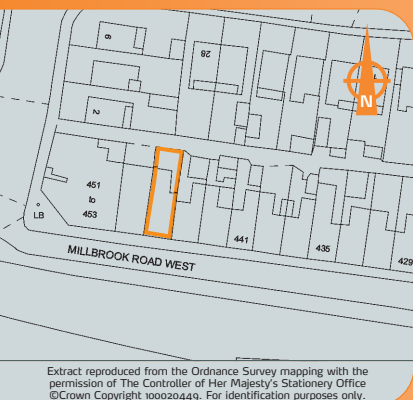 6
28
2
N
451
to
453
LB
441
435
429
MILLBROOK ROAD WEST
Extract reproduced from the Ordnance Survey mapping with the
permission of The Controller of Her Majesty's Stationery Office
©Crown Copyright 100020449. For identification purposes only.